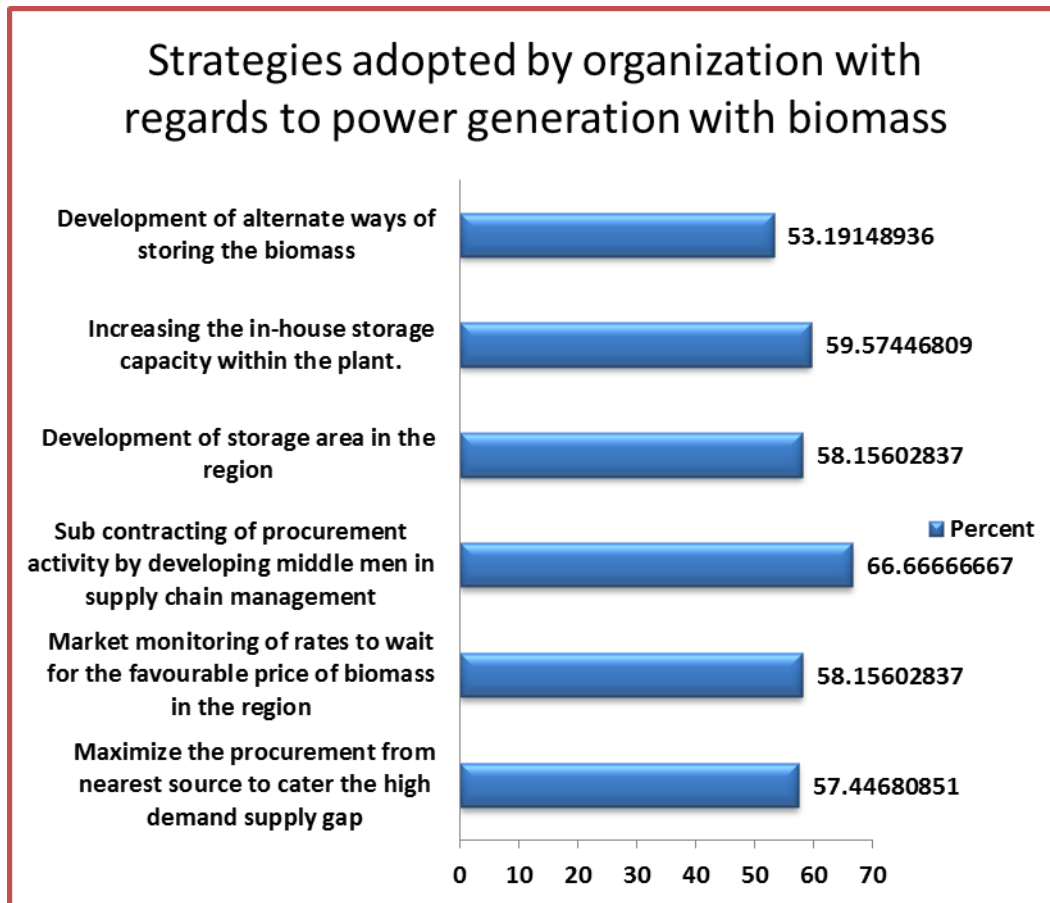 Strategies adopted by organization with
regards to power generation with biomass
Development of alternate ways of
storing the biomass
53.19148936
Increasing the in-house storage
capacity within the plant.
59.57446809
Development of storage area in the
region
58.15602837
Sub contracting of procurement
activity by developing middle men in
supply chain management
66.66666667
Percent
Market monitoring of rates to wait
for the favourable price of biomass
in the region
58.15602837
Maximize the procurement from
nearest source to cater the high
demand supply gap
57.44680851
0 10 20 30 40 50 60 70